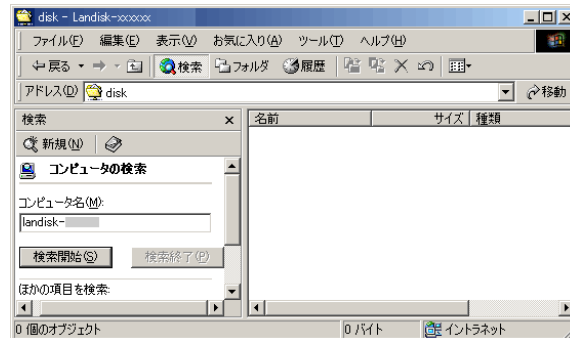 disk - Landisk-xxxxxx
ファイル(F) 編集(E) 表示(V) お気に入り(A) ツール(T) ヘルプ(H)
戻る 検索 フォルダ 履歴
アドレス(D) disk 移動
検索 × 名前 サイズ 種類
新規(N)
コンピュータの検索
コンピュータ名(M):
landisk-
検索開始(S) 検索終了(P)
ほかの項目を検索:
0 個のオブジェクト 0 バイト イントラネット